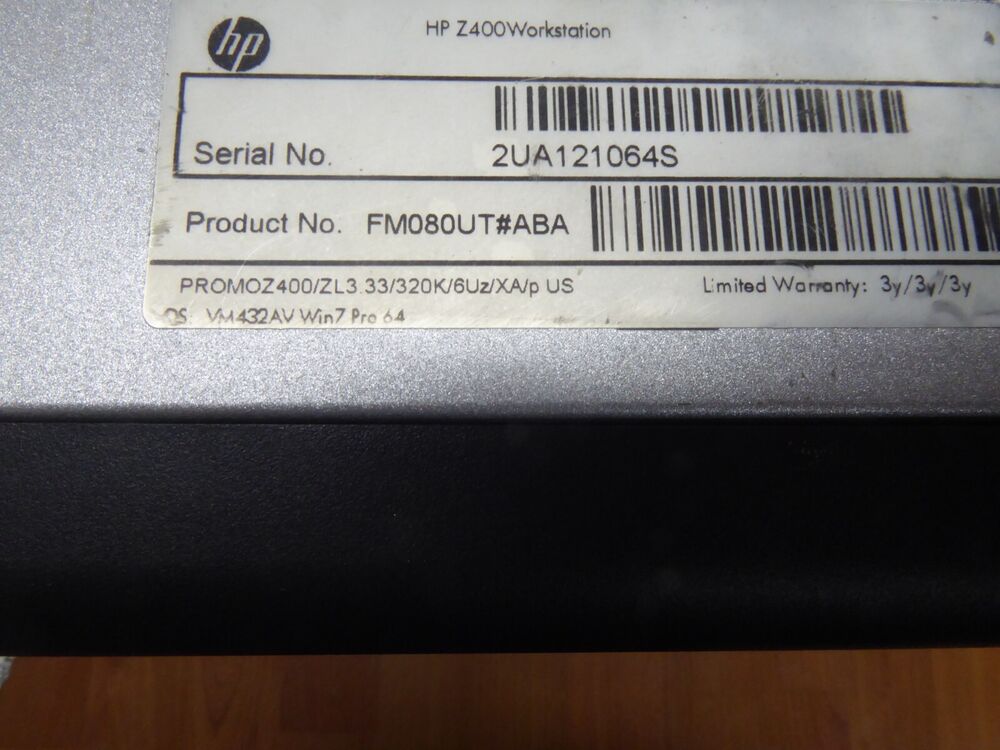 hp
HP Z400Workstation
Serial No.
2UA121064S
Product No. FM080UT#ABA
PROMOZ400/ZL3.33/320K/6Uz/XA/p US
Limited Warranty: 3y/3y/3y
OS: VM432AV Win7 Pro 64